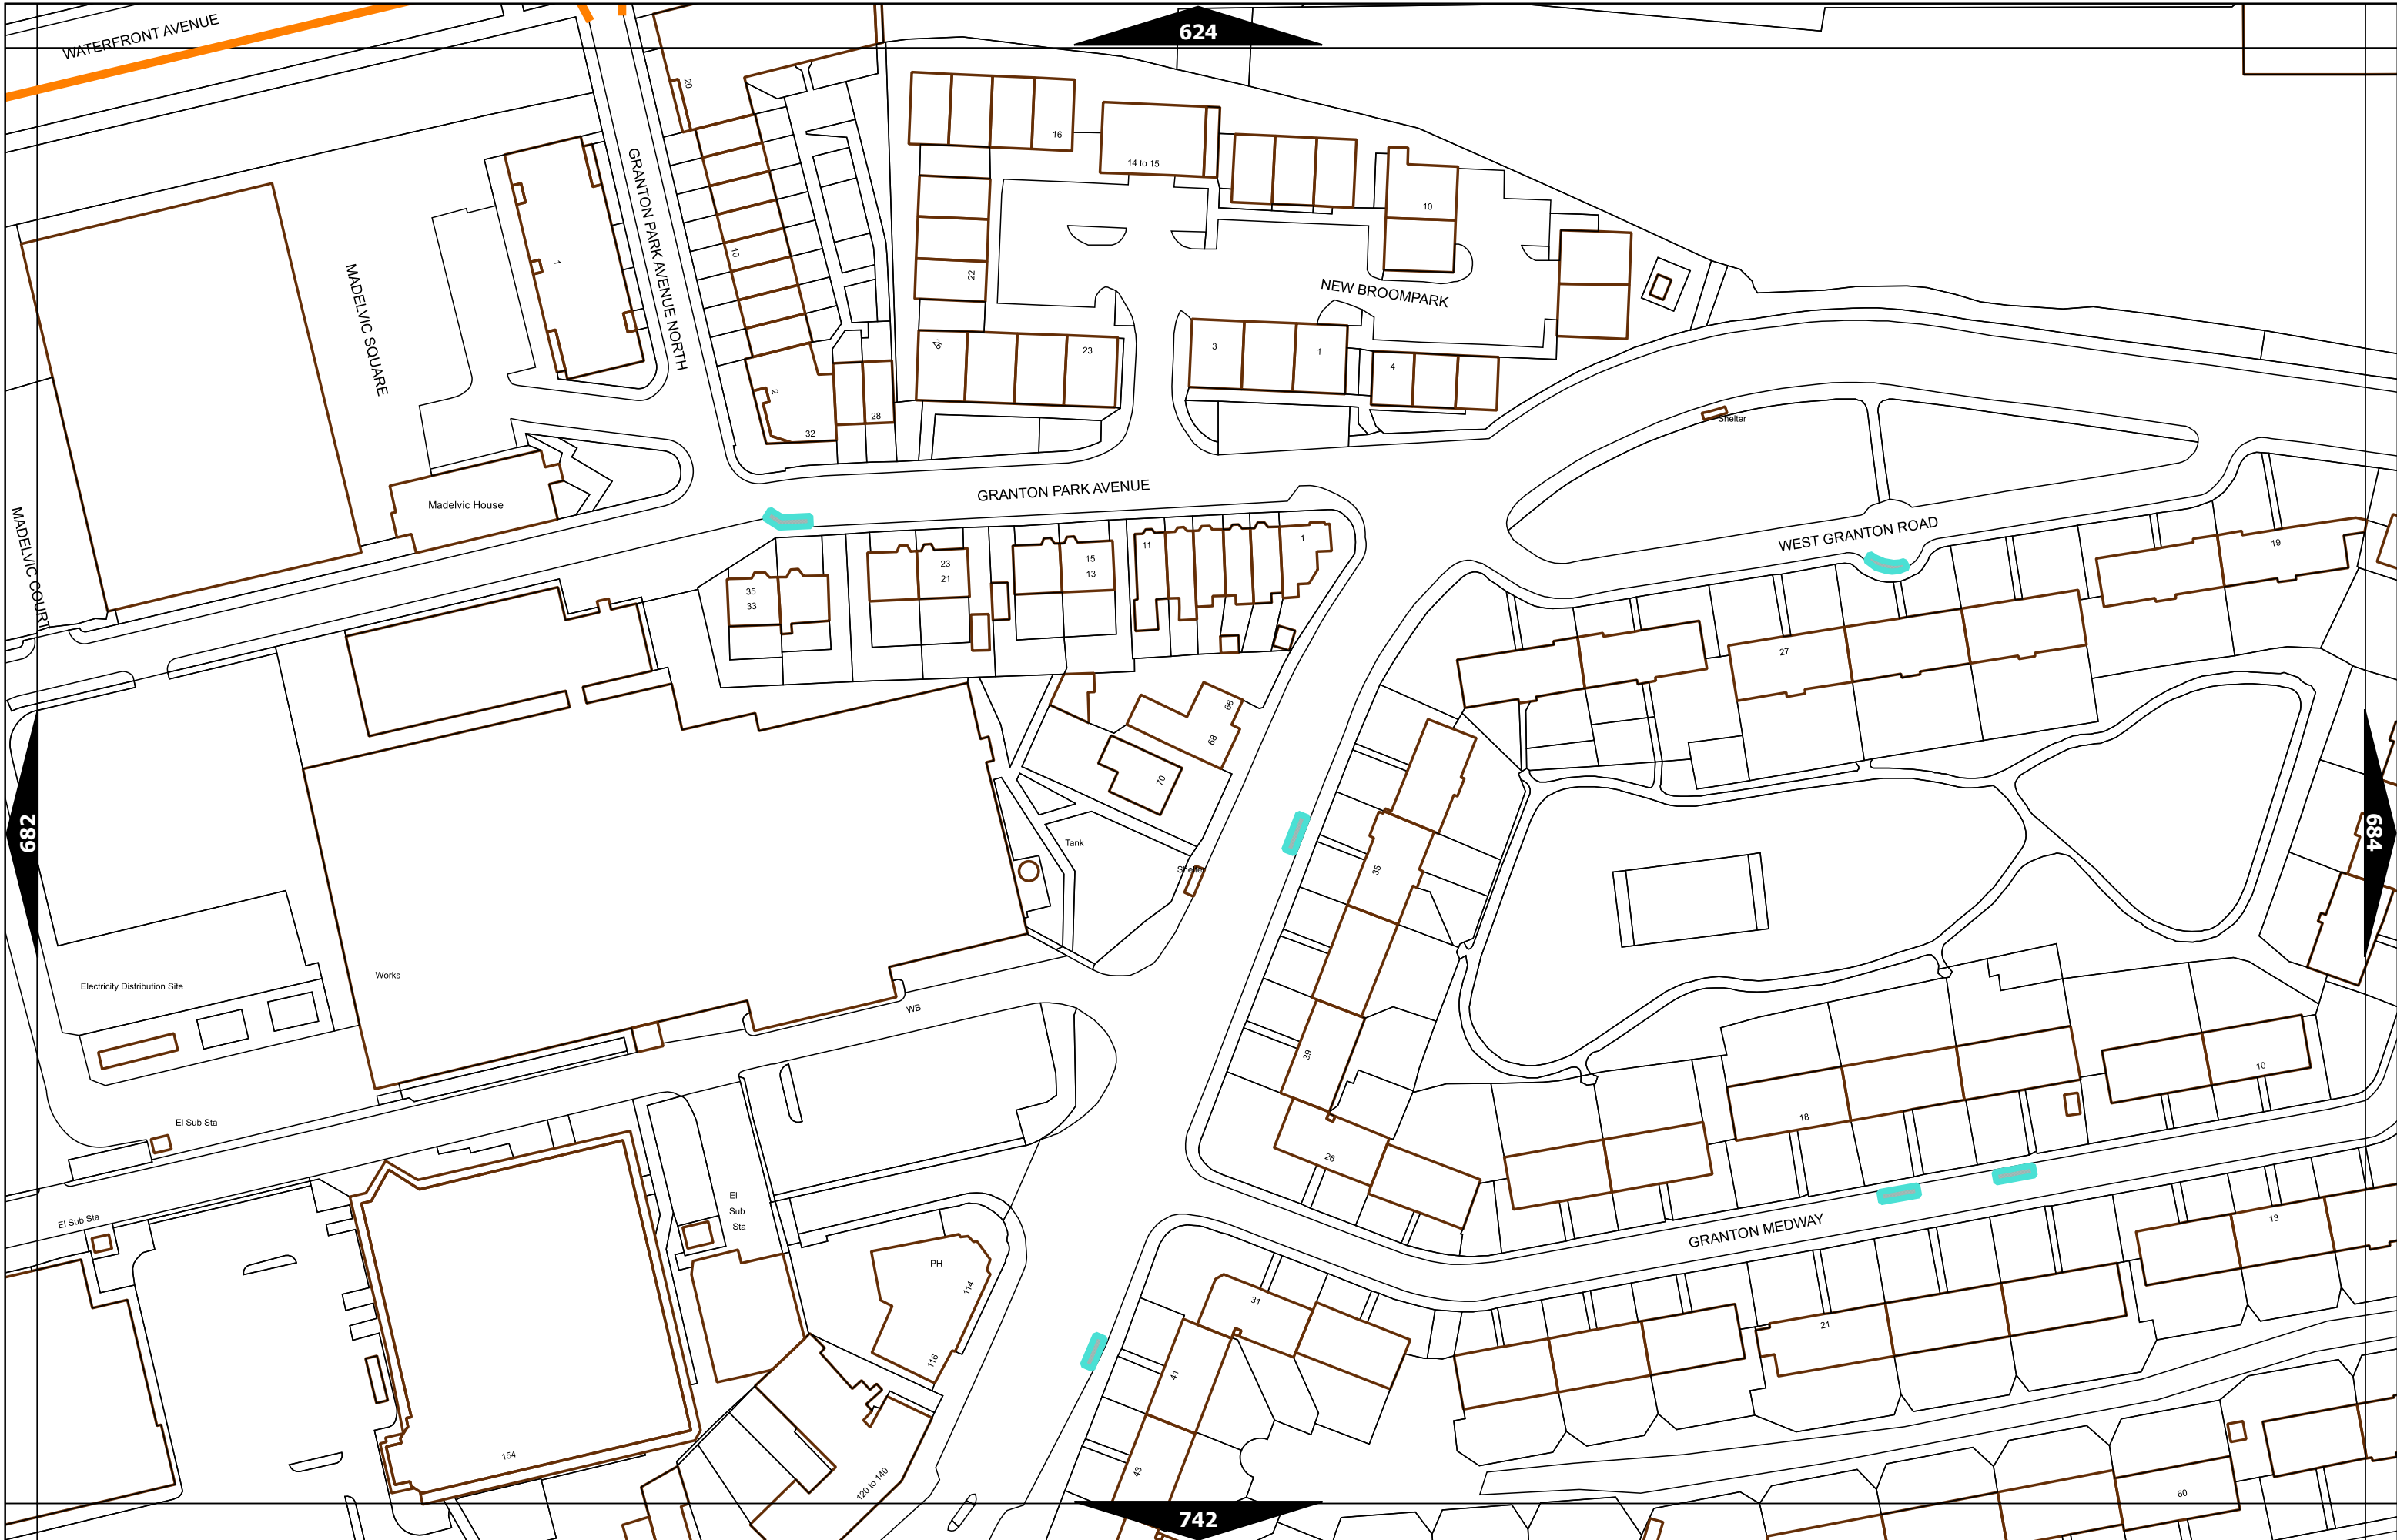 624
WATERFRONT AVENUE
20
16
14 to 15
GRANTON PARK AVENUE NORTH
10
10
1
22
MADELVIC SQUARE
NEW BROOMPARK
26
23
3
1
4
2
28
32
Shelter
Madelvic House
GRANTON PARK AVENUE
WEST GRANTON ROAD
MADELVIC COURT
11
1
19
23
21
15
13
35
33
27
66
68
70
682
684
Tank
Shelter
35
Works
Electricity Distribution Site
WB
39
10
18
El Sub Sta
26
El
Sub
Sta
El Sub Sta
GRANTON MEDWAY
13
PH
114
31
21
116
41
154
43
120 to 140
60
742